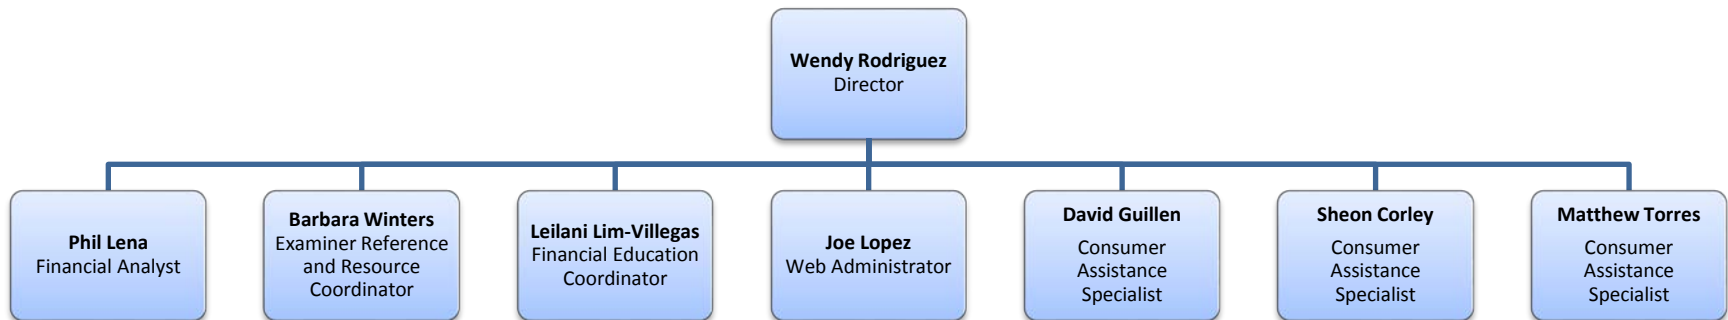 Wendy Rodriguez
Director
Phil Lena
Financial Analyst
Barbara Winters
Examiner Reference
and Resource
Coordinator
Leilani Lim-Villegas
Financial Education
Coordinator
Joe Lopez
Web Administrator
David Guillen
Consumer
Assistance
Specialist
Sheon Corley
Consumer
Assistance
Specialist
Matthew Torres
Consumer
Assistance
Specialist